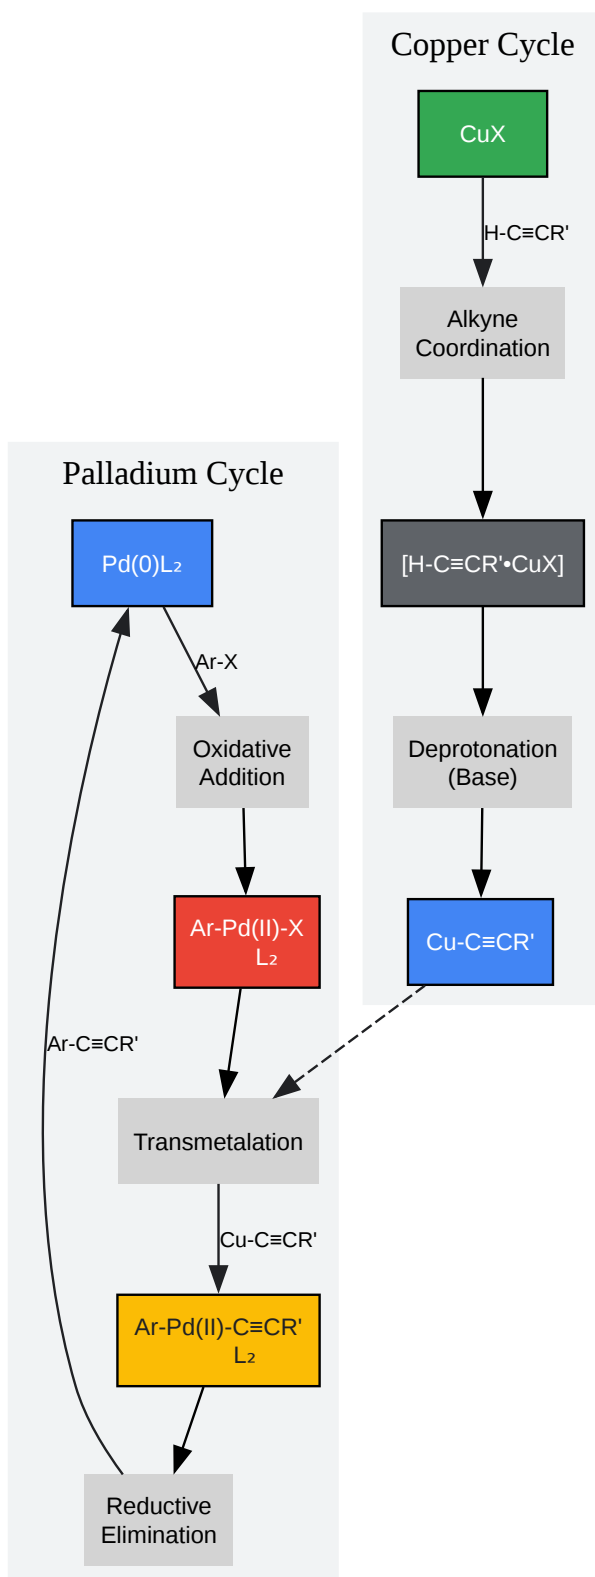 Copper Cycle
CuX
H-C≡CR'
Alkyne
Coordination
[H-C≡CR'•CuX]
Deprotonation
(Base)
Cu-C≡CR'
Palladium Cycle
Pd(0)L₂
Ar-X
Oxidative
Addition
Ar-Pd(II)-X
L₂
Ar-C≡CR'
Transmetalation
Cu-C≡CR'
Ar-Pd(II)-C≡CR'
L₂
Reductive
Elimination